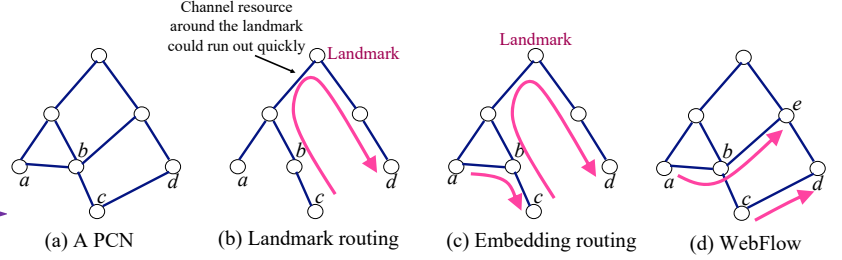 Channel resource
around the landmark
could run out quickly
Landmark
Landmark
a
b
c
d
a
b
c
d
a
b
c
d
a
b
c
d
e
(a) A PCN
(b) Landmark routing
(c) Embedding routing
(d) WebFlow